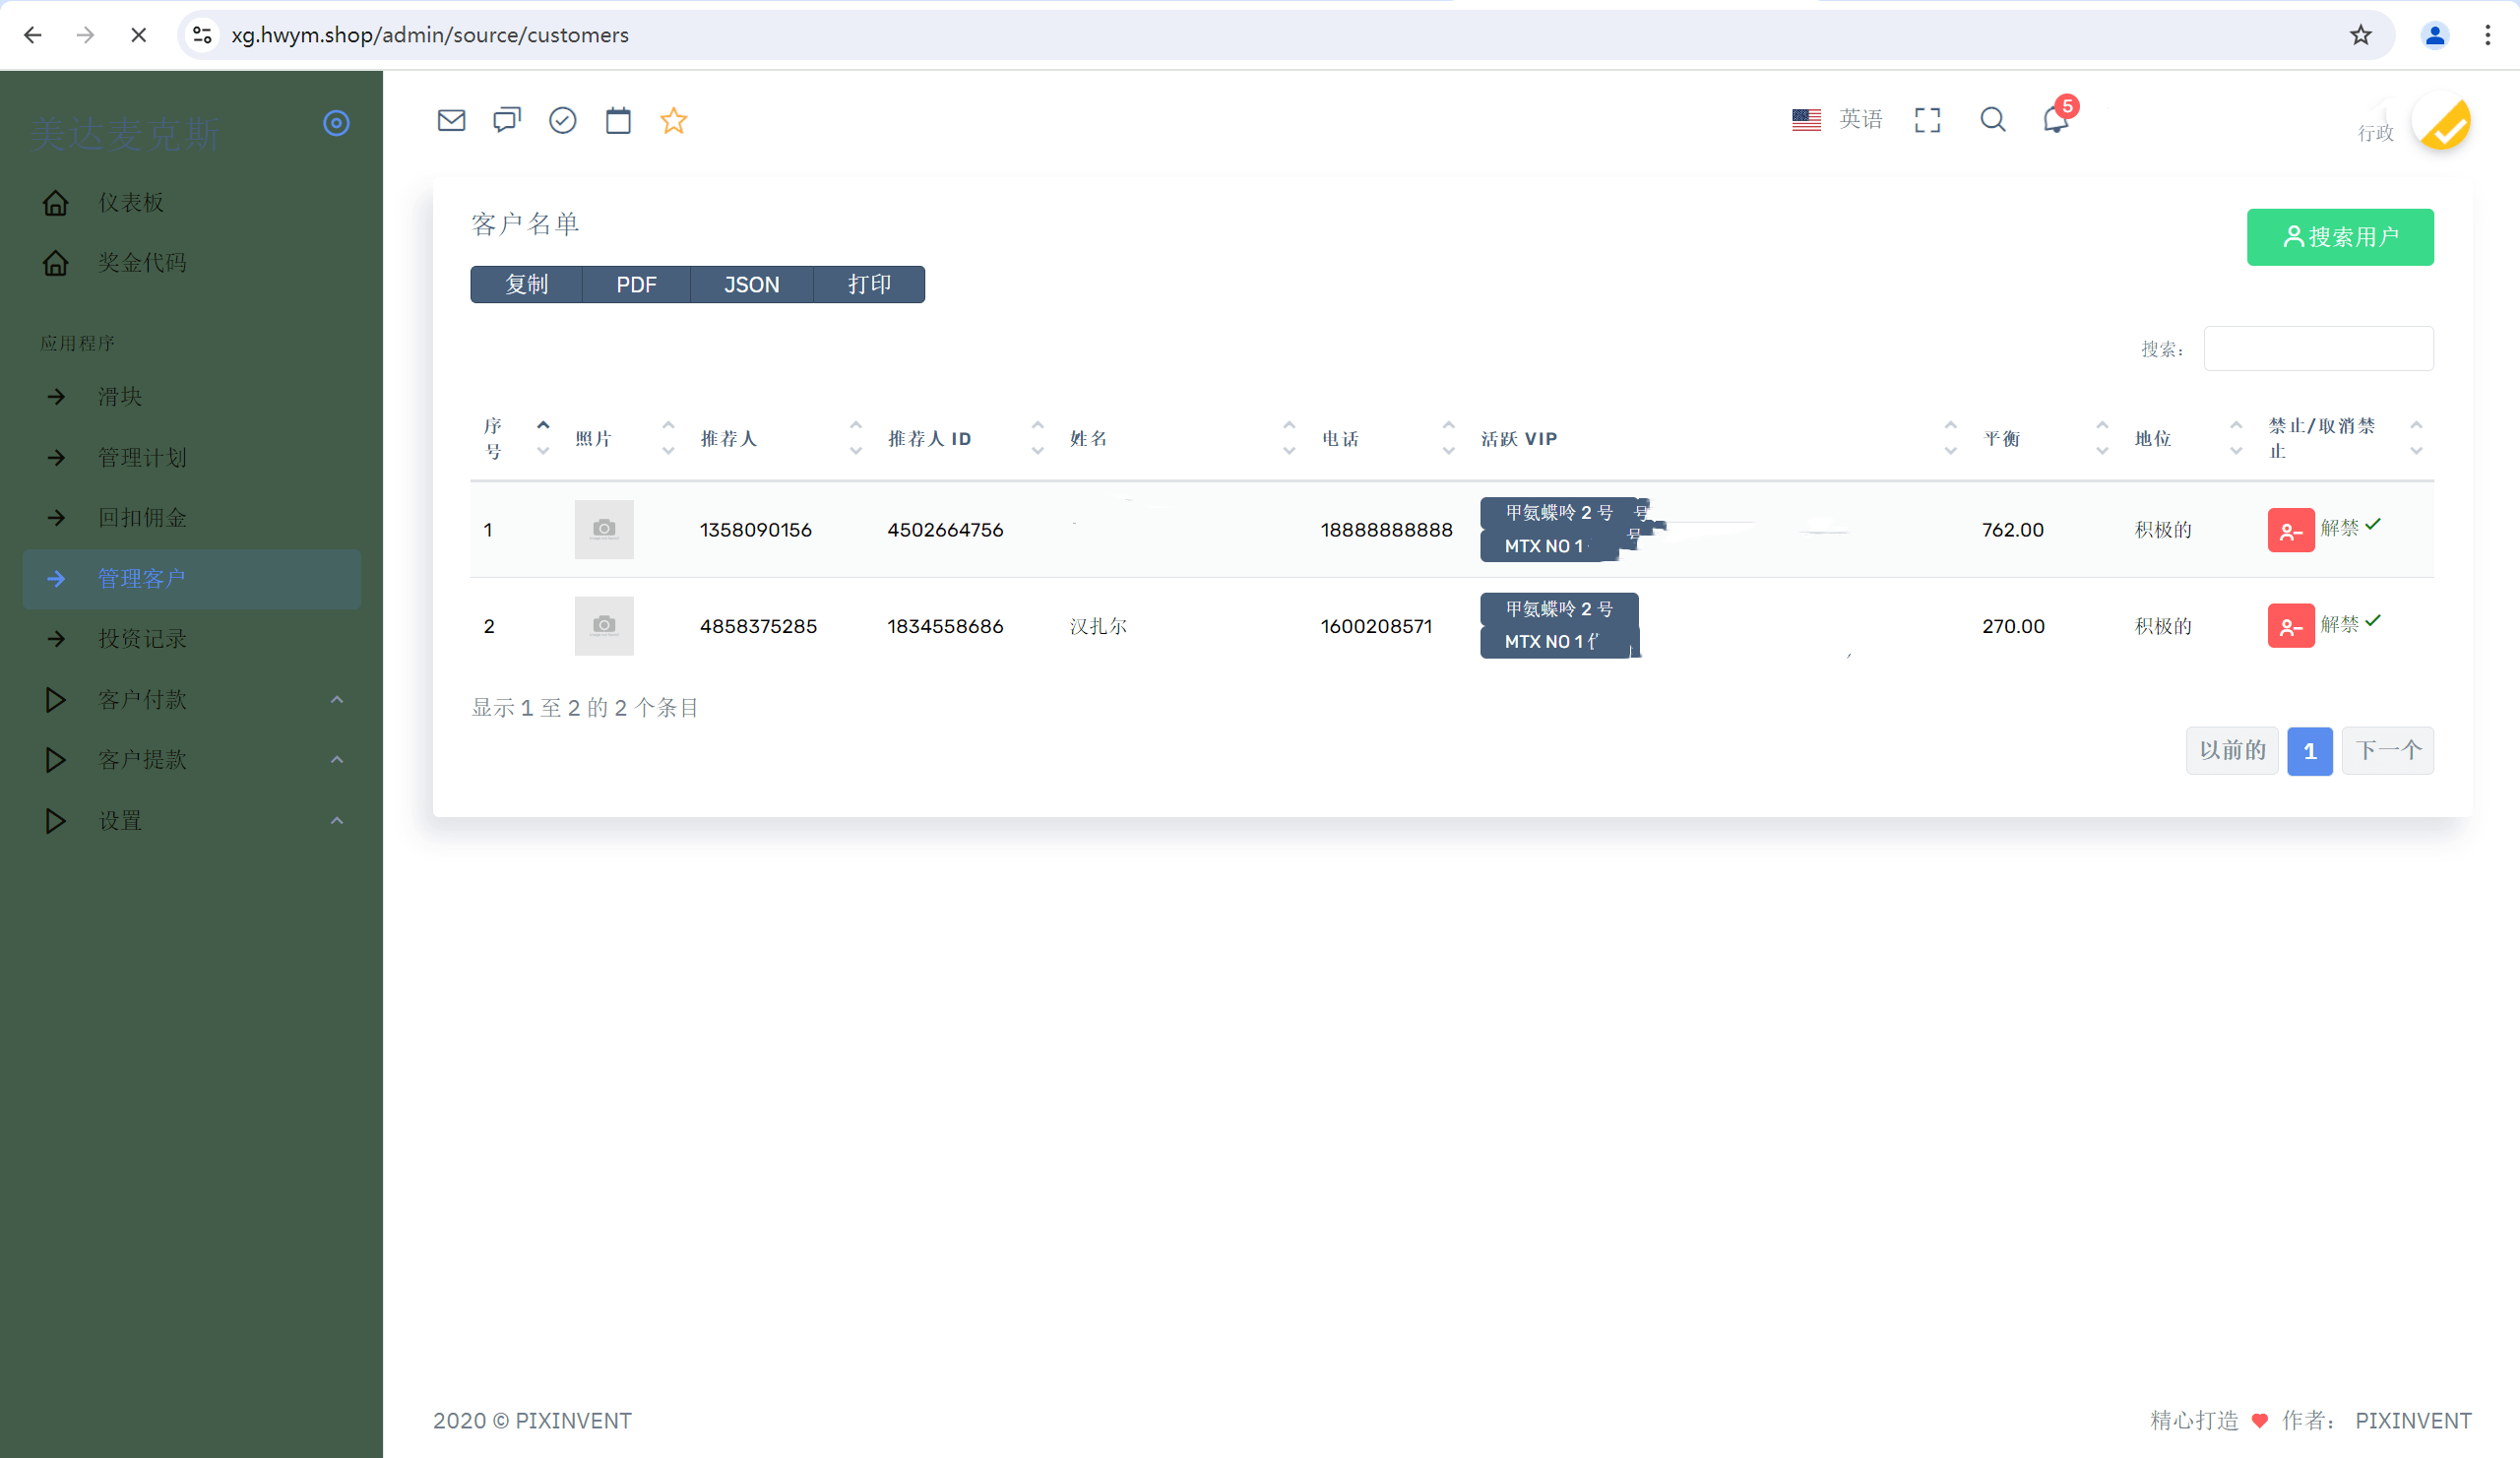 xg.hwym.shop/admin/source/customers
美达麦克斯
仪表板
奖金代码
应用程序
滑块
管理计划
回扣佣金
管理客户
投资记录
客户付款
客户提款
设置
英语
5
行政
客户名单
搜索用户
复制 PDF JSON 打印
搜索：
序号 照片 推荐人 推荐人 ID 姓名 电话 活跃 VIP 平衡 地位 禁止/取消禁止
1 1358090156 4502664756 18888888888 甲氨蝶呤 2 号 号 762.00 积极的 解禁
MTX NO 1 号
2 4858375285 1834558686 汉扎尔 1600208571 甲氨蝶呤 2 号 270.00 积极的 解禁
MTX NO 1
显示 1 至 2 的 2 个条目
以前的 1 下一个
2020 © PIXINVENT
精心打造 作者： PIXINVENT